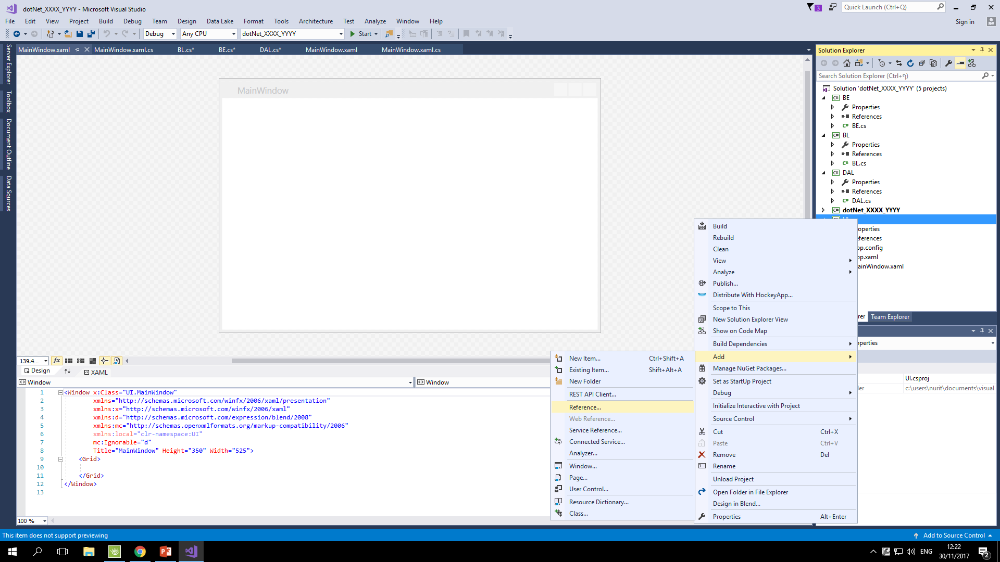 dotNet_XXXX_YYYY - Microsoft Visual Studio
3
Quick Launch (Ctrl+Q)
File Edit View Project Build Debug Team Design Data Lake Format Tools Architecture Test Analyze Window Help
Sign in
Debug Any CPU dotNet_XXXX_YYYY Start
MainWindow.xaml MainWindow.xaml.cs BL.cs* BE.cs* DAL.cs* MainWindow.xaml MainWindow.xaml.cs
Server Explorer
Toolbox
Document Outline
Data Sources
MainWindow
Solution Explorer
Search Solution Explorer (Ctrl+ף)
Solution 'dotNet_XXXX_YYYY' (5 projects)
BE
Properties
References
BE.cs
BL
Properties
References
BL.cs
DAL
Properties
References
DAL.cs
dotNet_XXXX_YYYY
operties
eferences
pp.config
pp.xaml
ainWindow.xaml
rer Team Explorer
operties
UI.csproj
lder c:\users\nurit\documents\visual
Build
Rebuild
Clean
View
Analyze
Publish...
Distribute With HockeyApp...
Scope to This
New Solution Explorer View
Show on Code Map
Build Dependencies
Add
Manage NuGet Packages...
Set as StartUp Project
Debug
Initialize Interactive with Project
Source Control
Cut Ctrl+X
Paste Ctrl+V
Remove Del
Rename
Unload Project
Open Folder in File Explorer
Design in Blend...
Properties Alt+Enter
New Item... Ctrl+Shift+A
Existing Item... Shift+Alt+A
New Folder
REST API Client...
Reference...
Web Reference...
Service Reference...
Connected Service...
Analyzer...
Window...
Page...
User Control...
Resource Dictionary...
Class...
139.4... fx
Design XAML
Window Window
1 <Window x:Class="UI.MainWindow"
2 xmlns="http://schemas.microsoft.com/winfx/2006/xaml/presentation"
3 xmlns:x="http://schemas.microsoft.com/winfx/2006/xaml"
4 xmlns:d="http://schemas.microsoft.com/expression/blend/2008"
5 xmlns:mc="http://schemas.openxmlformats.org/markup-compatibility/2006"
6 xmlns:local="clr-namespace:UI"
7 mc:Ignorable="d"
8 Title="MainWindow" Height="350" Width="525">
9 <Grid>
10
11 </Grid>
12 </Window>
13
100 %
This item does not support previewing
Add to Source Control
ENG
12:22
30/11/2017
2